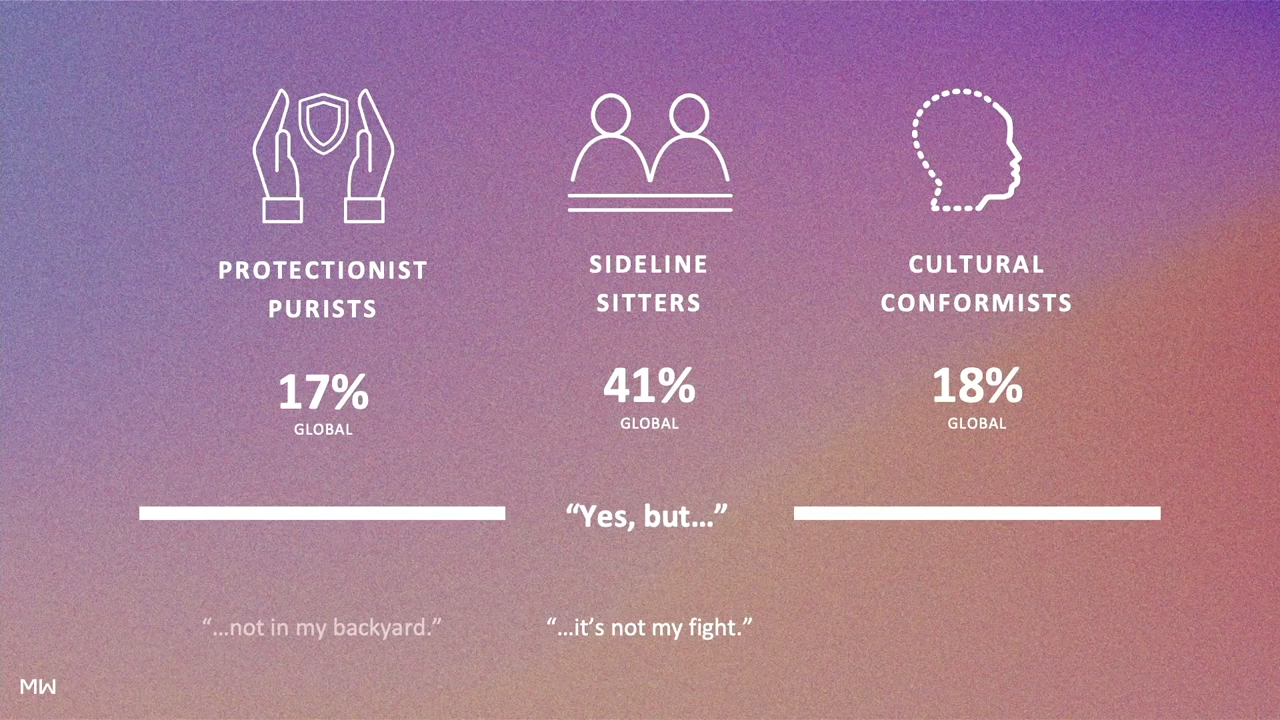 PROTECTIONIST
PURISTS
17%
GLOBAL
SIDELINE
SITTERS
41%
GLOBAL
CULTURAL
CONFORMISTS
18%
GLOBAL
“Yes, but…”
“…not in my backyard.”
“…it’s not my fight.”
MW